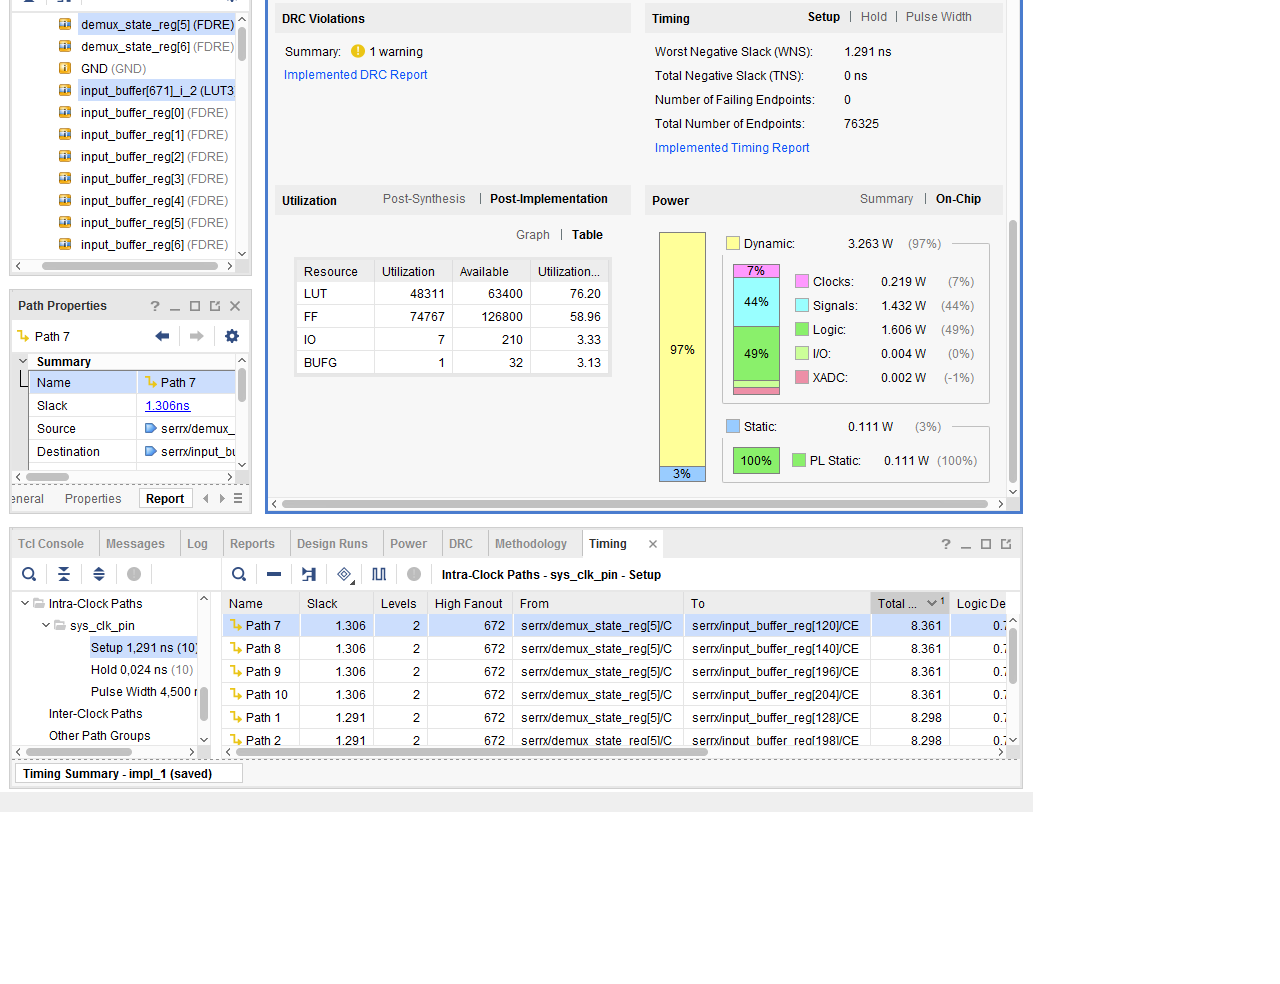 demux_state_reg[5] (FDRE)
demux_state_reg[6] (FDRE)
GND (GND)
input_buffer[671]_i_2 (LUT3
input_buffer_reg[0] (FDRE)
input_buffer_reg[1] (FDRE)
input_buffer_reg[2] (FDRE)
input_buffer_reg[3] (FDRE)
input_buffer_reg[4] (FDRE)
input_buffer_reg[5] (FDRE)
input_buffer_reg[6] (FDRE)
Path Properties
Path 7
Summary
Name Path 7
Slack 1.306ns
Source serrx/demux_
Destination serrx/input_bu
eneral Properties Report
DRC Violations
Summary: 1 warning
Implemented DRC Report
Timing Setup | Hold | Pulse Width
Worst Negative Slack (WNS): 1.291 ns
Total Negative Slack (TNS): 0 ns
Number of Failing Endpoints: 0
Total Number of Endpoints: 76325
Implemented Timing Report
Utilization Post-Synthesis | Post-Implementation
Graph | Table
Resource Utilization Available Utilization...
LUT 48311 63400 76.20
FF 74767 126800 58.96
IO 7 210 3.33
BUFG 1 32 3.13
Power Summary | On-Chip
97%
3%
Dynamic: 3.263 W (97%)
7%
44%
49%
Clocks: 0.219 W (7%)
Signals: 1.432 W (44%)
Logic: 1.606 W (49%)
I/O: 0.004 W (0%)
XADC: 0.002 W (-1%)
Static: 0.111 W (3%)
100% PL Static: 0.111 W (100%)
Tcl Console Messages Log Reports Design Runs Power DRC Methodology Timing
Intra-Clock Paths - sys_clk_pin - Setup
Intra-Clock Paths
sys_clk_pin
Setup 1,291 ns (10)
Hold 0,024 ns (10)
Pulse Width 4,500 n
Inter-Clock Paths
Other Path Groups
Name Slack Levels High Fanout From To Total ... 1 Logic De
Path 7 1.306 2 672 serrx/demux_state_reg[5]/C serrx/input_buffer_reg[120]/CE 8.361 0.7
Path 8 1.306 2 672 serrx/demux_state_reg[5]/C serrx/input_buffer_reg[140]/CE 8.361 0.7
Path 9 1.306 2 672 serrx/demux_state_reg[5]/C serrx/input_buffer_reg[196]/CE 8.361 0.7
Path 10 1.306 2 672 serrx/demux_state_reg[5]/C serrx/input_buffer_reg[204]/CE 8.361 0.7
Path 1 1.291 2 672 serrx/demux_state_reg[5]/C serrx/input_buffer_reg[128]/CE 8.298 0.7
Path 2 1.291 2 672 serrx/demux_state_reg[5]/C serrx/input_buffer_reg[198]/CE 8.298 0.7
Timing Summary - impl_1 (saved)